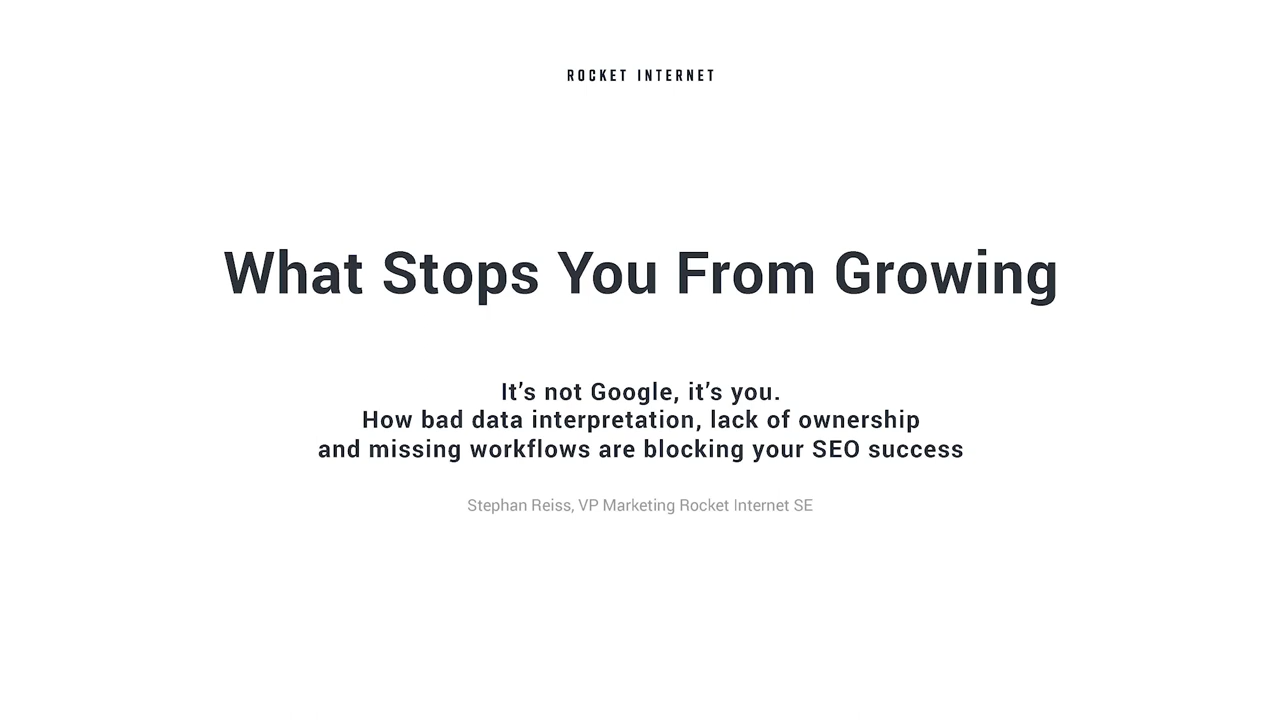 ROCKET INTERNET
What Stops You From Growing
It’s not Google, it’s you.
How bad data interpretation, lack of ownership
and missing workflows are blocking your SEO success
Stephan Reiss, VP Marketing Rocket Internet SE